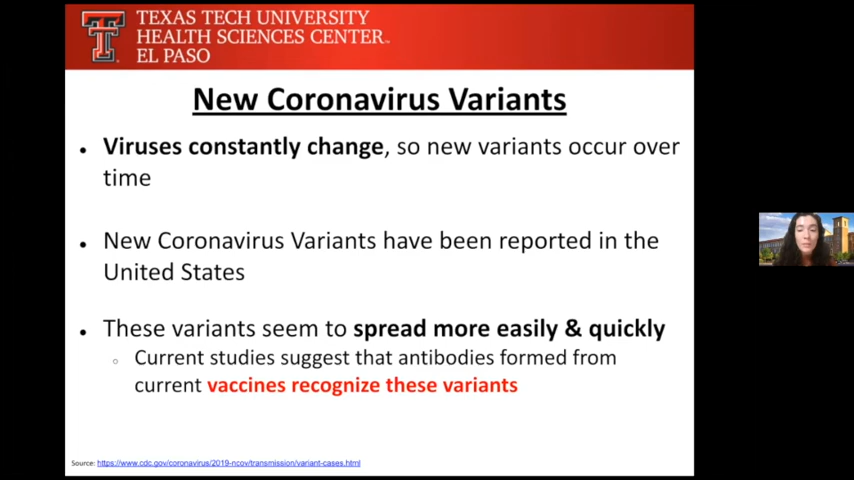 TEXAS TECH UNIVERSITY
HEALTH SCIENCES CENTER™
EL PASO
New Coronavirus Variants
• Viruses constantly change, so new variants occur over
time
• New Coronavirus Variants have been reported in the
United States
• These variants seem to spread more easily & quickly
○ Current studies suggest that antibodies formed from
current vaccines recognize these variants
Source: https://www.cdc.gov/coronavirus/2019-ncov/transmission/variant-cases.html